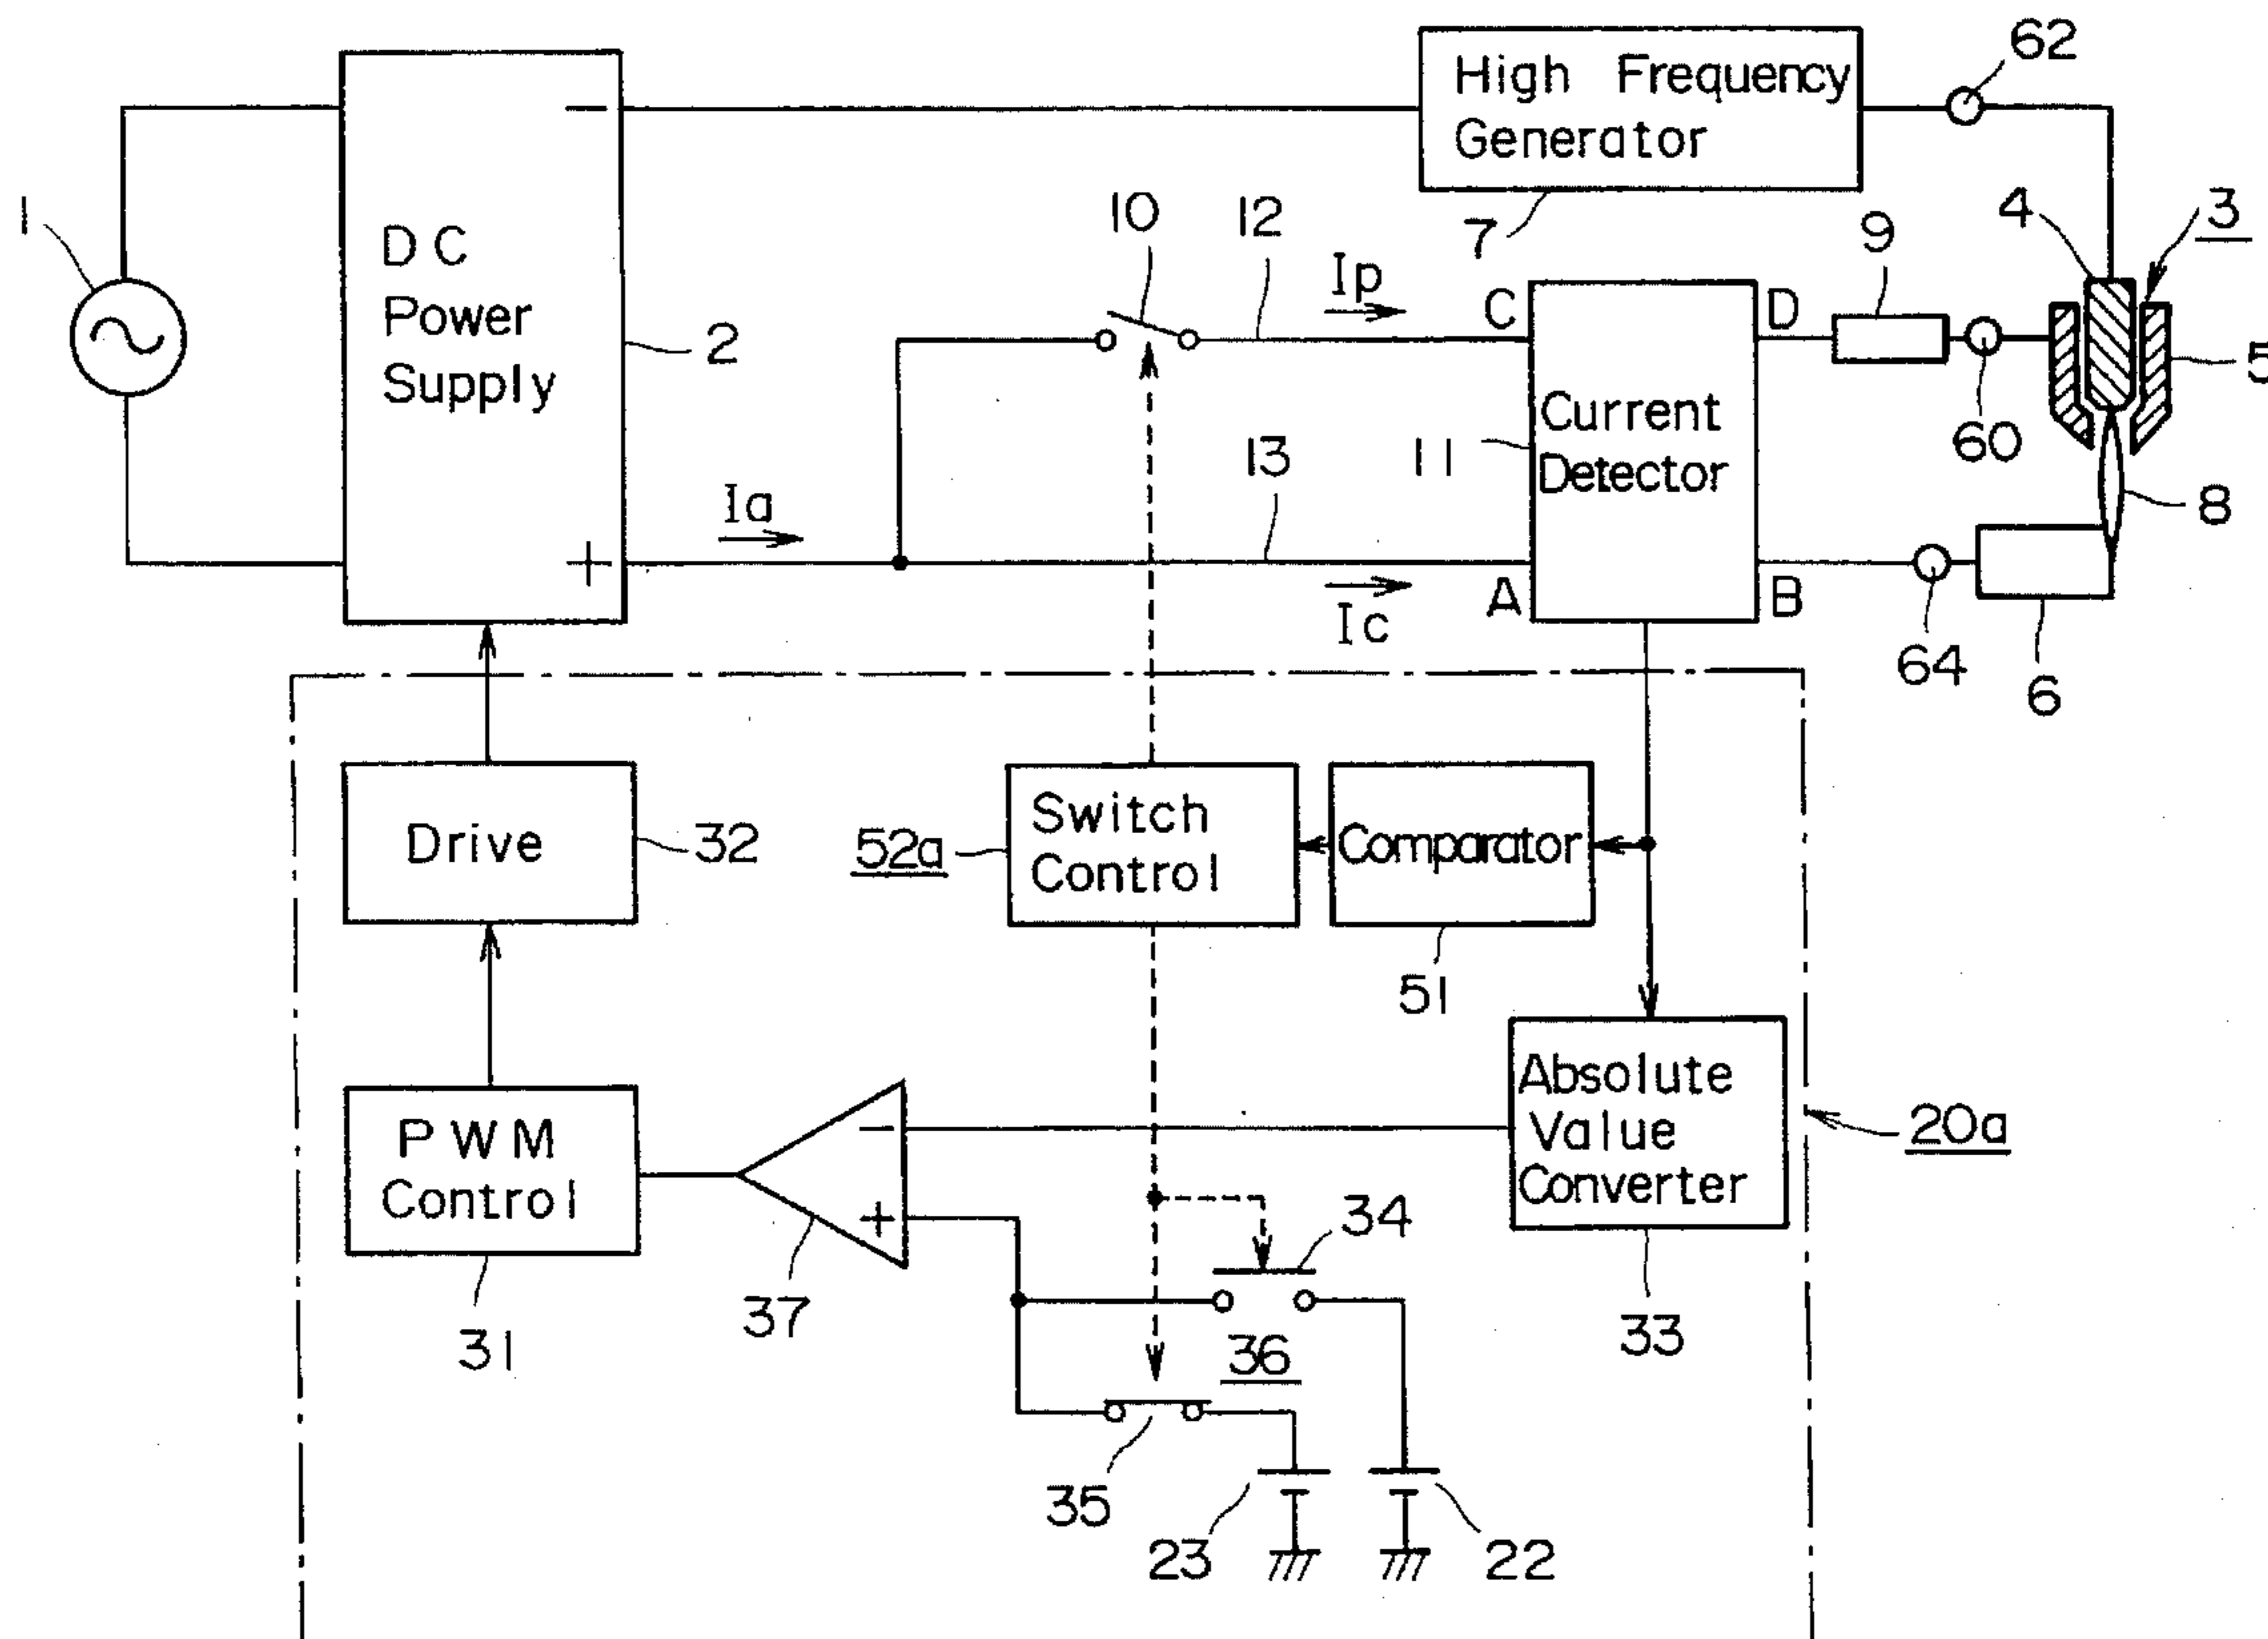 62
High Frequency
Generator
1
10
12
7
9
4
3
DC
Power
Supply
−
2
Ip
C
D
5
Current
Detector
11
60
13
Ia
8
+
A
B
Ic
64
6
Drive
32
52a
Switch
Control
Comparator
51
Absolute
Value
Converter
20a
PWM
Control
−
+
34
37
31
36
33
35
23
22